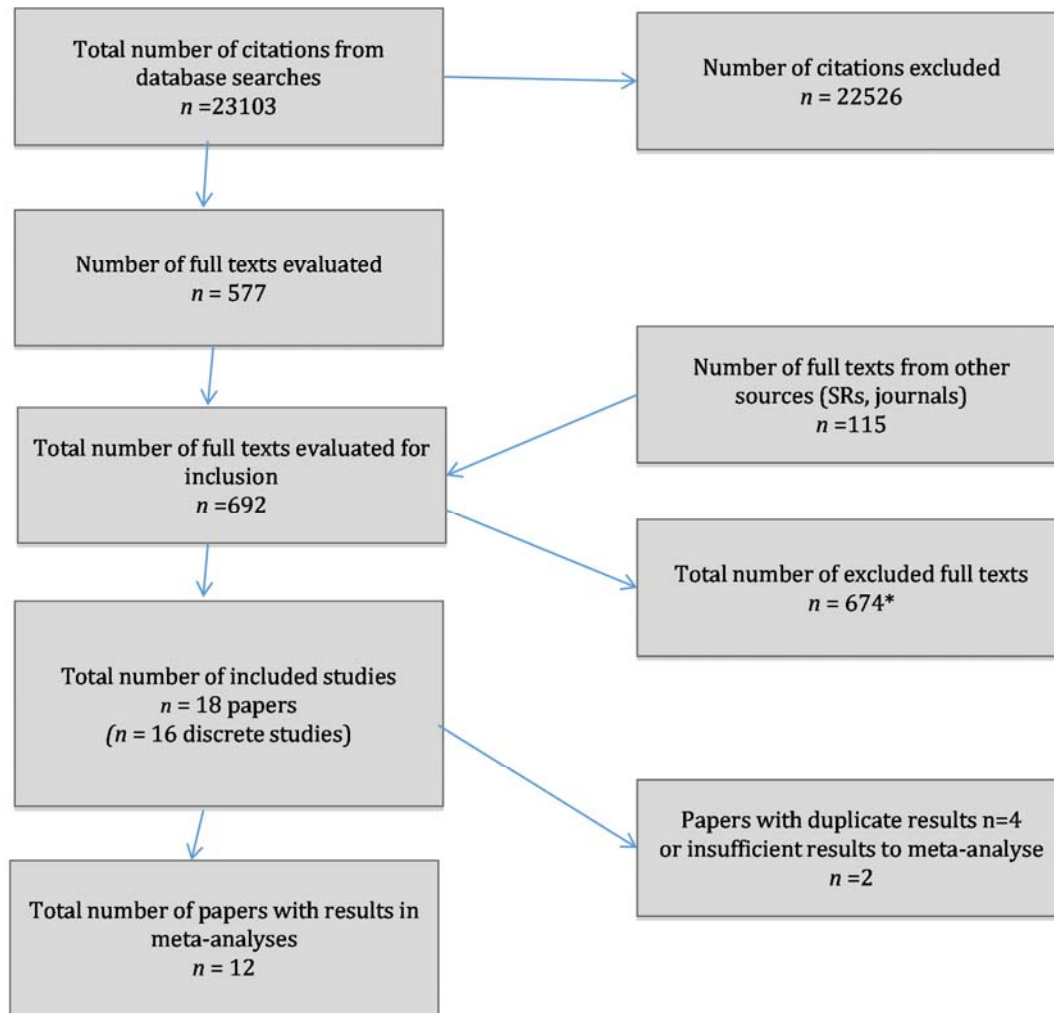 Total number of citations from
database searches
n =23103
Number of citations excluded
n = 22526
Number of full texts evaluated
n = 577
Number of full texts from other
sources (SRs, journals)
n =115
Total number of full texts evaluated for
inclusion
n =692
Total number of excluded full texts
n = 674*
Total number of included studies
n = 18 papers
(n = 16 discrete studies)
Papers with duplicate results n=4
or insufficient results to meta-analyse
n =2
Total number of papers with results in
meta-analyses
n = 12